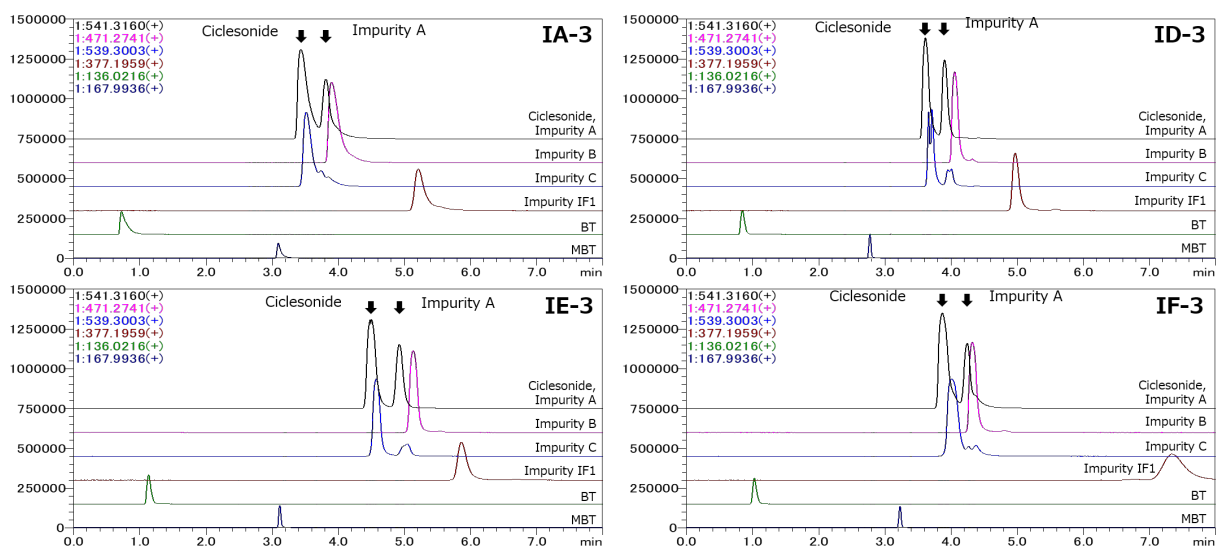 1500000
1250000
1000000
750000
500000
250000
0
1:541.3160(+)
1:471.2741(+)
1:539.3003(+)
1:377.1959(+)
1:136.0216(+)
1:167.9936(+)
Ciclesonide
Impurity A
IA-3
Ciclesonide,
Impurity A
Impurity B
Impurity C
Impurity IF1
BT
MBT
0.0 1.0 2.0 3.0 4.0 5.0 6.0 7.0 min
1500000
1250000
1000000
750000
500000
250000
0
1:541.3160(+)
1:471.2741(+)
1:539.3003(+)
1:377.1959(+)
1:136.0216(+)
1:167.9936(+)
Ciclesonide
Impurity A
ID-3
Ciclesonide,
Impurity A
Impurity B
Impurity C
Impurity IF1
BT
MBT
0.0 1.0 2.0 3.0 4.0 5.0 6.0 7.0 min
1500000
1250000
1000000
750000
500000
250000
0
1:541.3160(+)
1:471.2741(+)
1:539.3003(+)
1:377.1959(+)
1:136.0216(+)
1:167.9936(+)
Ciclesonide
Impurity A
IE-3
Ciclesonide,
Impurity A
Impurity B
Impurity C
Impurity IF1
BT
MBT
0.0 1.0 2.0 3.0 4.0 5.0 6.0 7.0 min
1500000
1250000
1000000
750000
500000
250000
0
1:541.3160(+)
1:471.2741(+)
1:539.3003(+)
1:377.1959(+)
1:136.0216(+)
1:167.9936(+)
Ciclesonide
Impurity A
IF-3
Ciclesonide,
Impurity A
Impurity B
Impurity C
Impurity IF1
BT
MBT
0.0 1.0 2.0 3.0 4.0 5.0 6.0 7.0 min